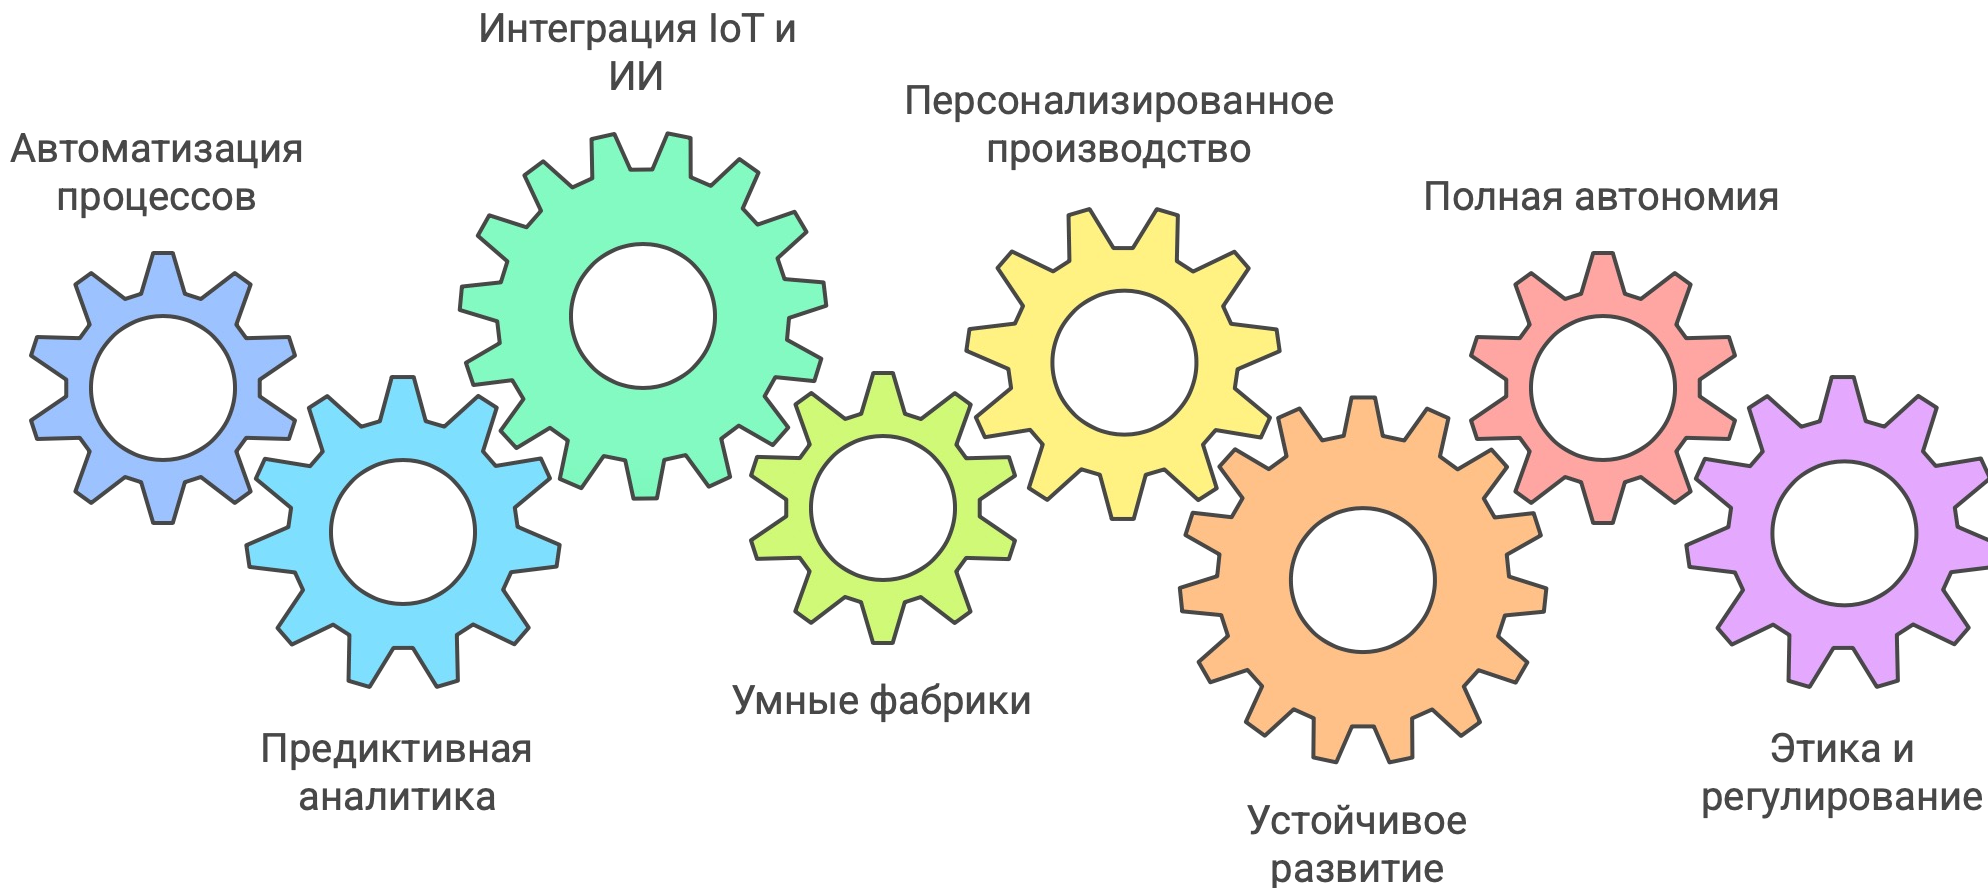 Автоматизация
процессов
Предиктивная
аналитика
Интеграция IoT и
ИИ
Умные фабрики
Персонализированное
производство
Устойчивое
развитие
Полная автономия
Этика и
регулирование